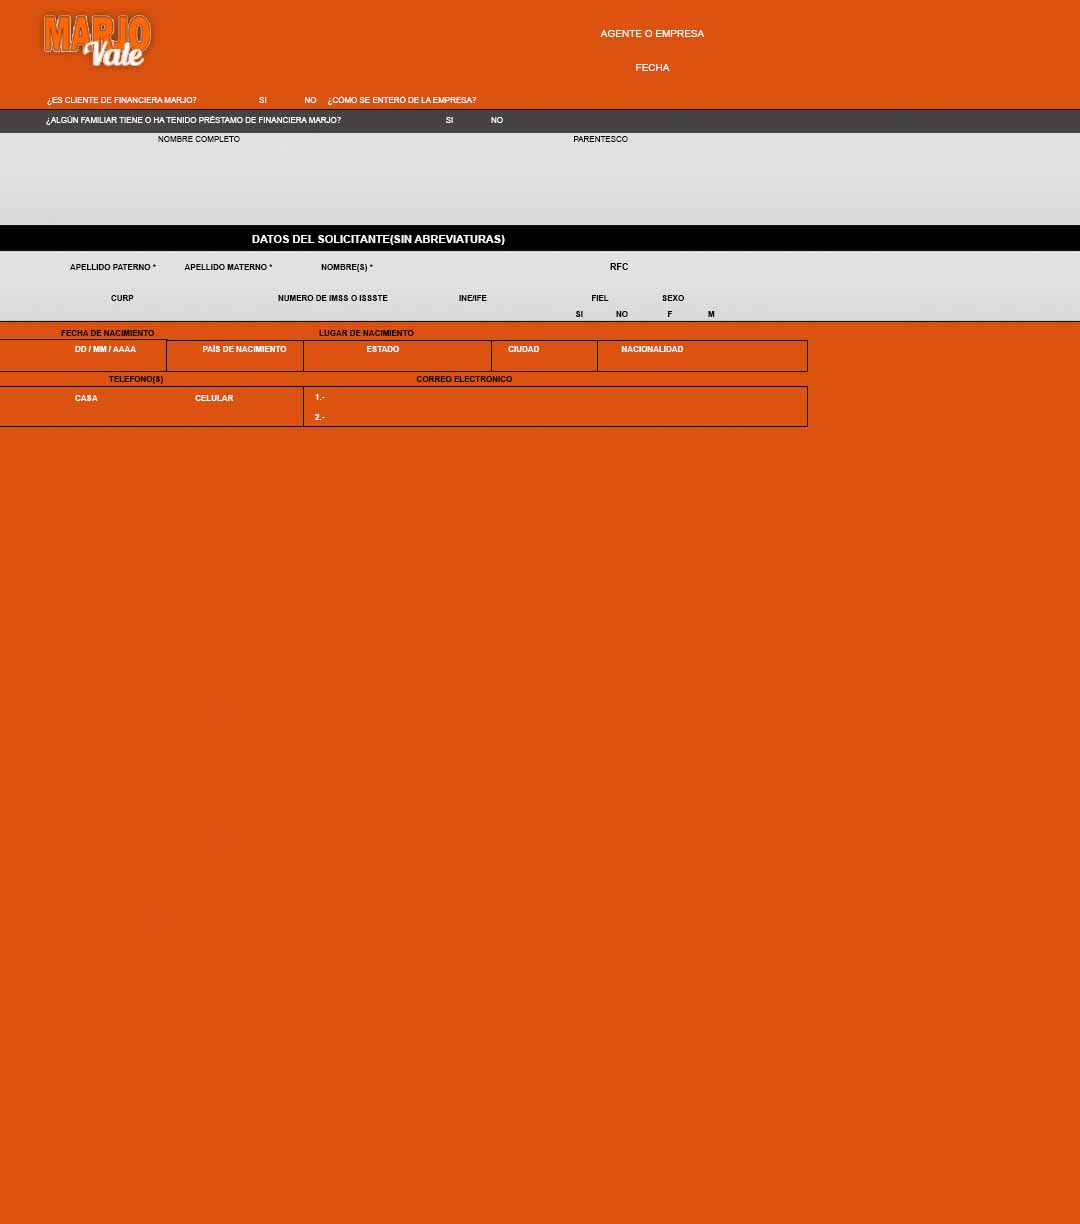 MARJO
Vale
AGENTE O EMPRESA
FECHA
¿ES CLIENTE DE FINANCIERA MARJO? SI NO ¿CÓMO SE ENTERÓ DE LA EMPRESA?
¿ALGÚN FAMILIAR TIENE O HA TENIDO PRÉSTAMO DE FINANCIERA MARJO? SI NO
NOMBRE COMPLETO PARENTESCO
DATOS DEL SOLICITANTE(SIN ABREVIATURAS)
APELLIDO PATERNO * APELLIDO MATERNO * NOMBRE(S) * RFC
CURP NUMERO DE IMSS O ISSSTE INE/IFE FIEL SEXO
SI NO F M
FECHA DE NACIMIENTO LUGAR DE NACIMIENTO
DD / MM / AAAA PAÍS DE NACIMIENTO ESTADO CIUDAD NACIONALIDAD
TELEFONO(S) CORREO ELECTRONICO
CASA CELULAR 1.-
2.-